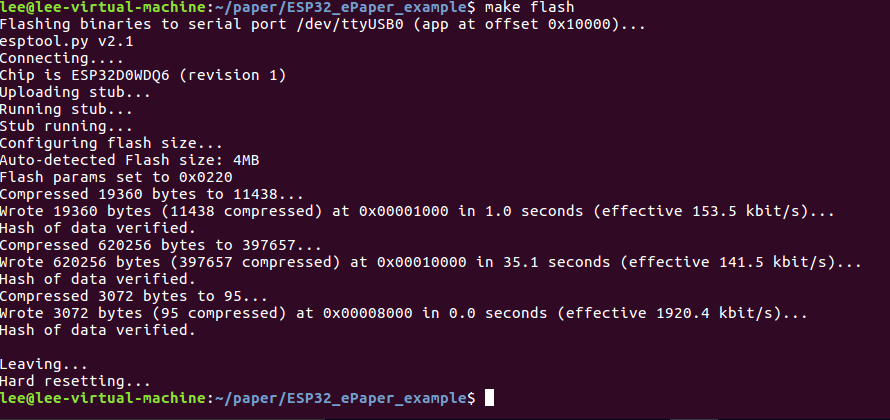 lee@lee-virtual-machine:~/paper/ESP32_ePaper_example$ make flash
Flashing binaries to serial port /dev/ttyUSB0 (app at offset 0x10000)...
esptool.py v2.1
Connecting....
Chip is ESP32D0WDQ6 (revision 1)
Uploading stub...
Running stub...
Stub running...
Configuring flash size...
Auto-detected Flash size: 4MB
Flash params set to 0x0220
Compressed 19360 bytes to 11438...
Wrote 19360 bytes (11438 compressed) at 0x00001000 in 1.0 seconds (effective 153.5 kbit/s)...
Hash of data verified.
Compressed 620256 bytes to 397657...
Wrote 620256 bytes (397657 compressed) at 0x00010000 in 35.1 seconds (effective 141.5 kbit/s)...
Hash of data verified.
Compressed 3072 bytes to 95...
Wrote 3072 bytes (95 compressed) at 0x00008000 in 0.0 seconds (effective 1920.4 kbit/s)...
Hash of data verified.

Leaving...
Hard resetting...
lee@lee-virtual-machine:~/paper/ESP32_ePaper_example$